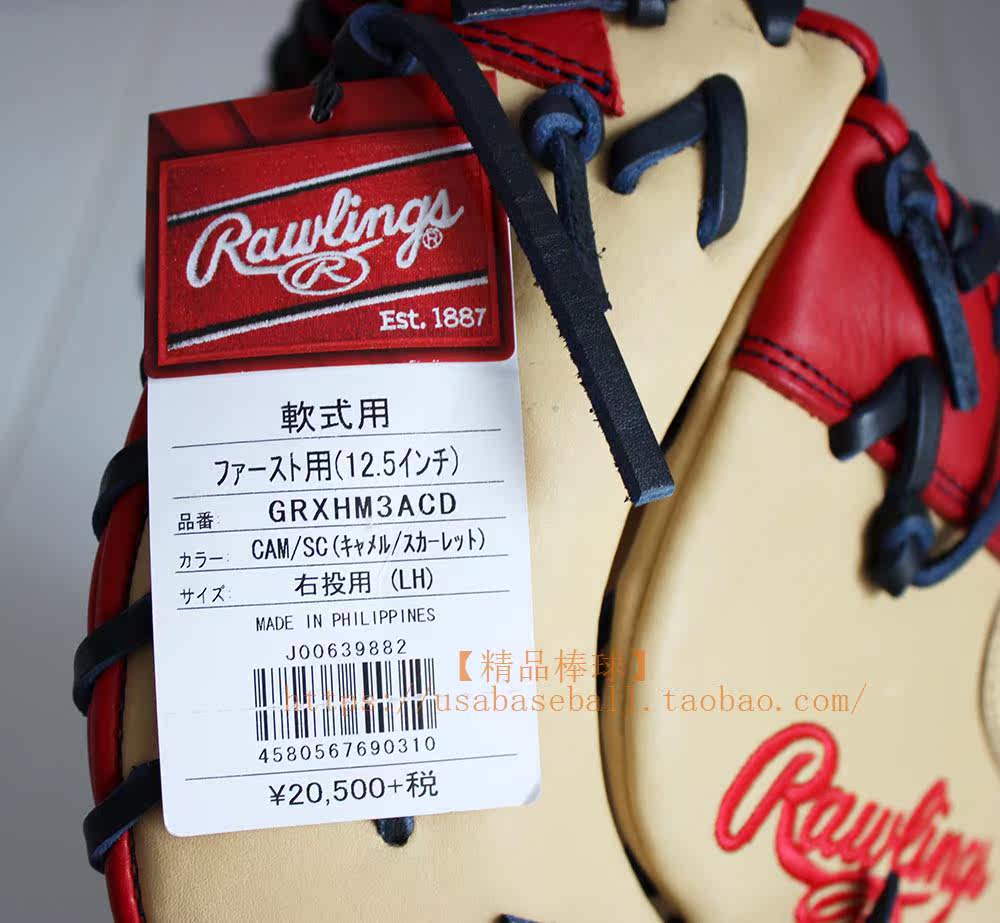 Rawlings®
R
Est. 1887
軟式用
ファースト用(12.5インチ)
品番: GRXHM3ACD
カラー: CAM/SC(キャメル/スカーレット)
サイズ: 右投用 (LH)
MADE IN PHILIPPINES
J00639882
【精品棒球】
https://usabaseball.taobao.com/
4580567690310
¥20,500+税
Rawlings